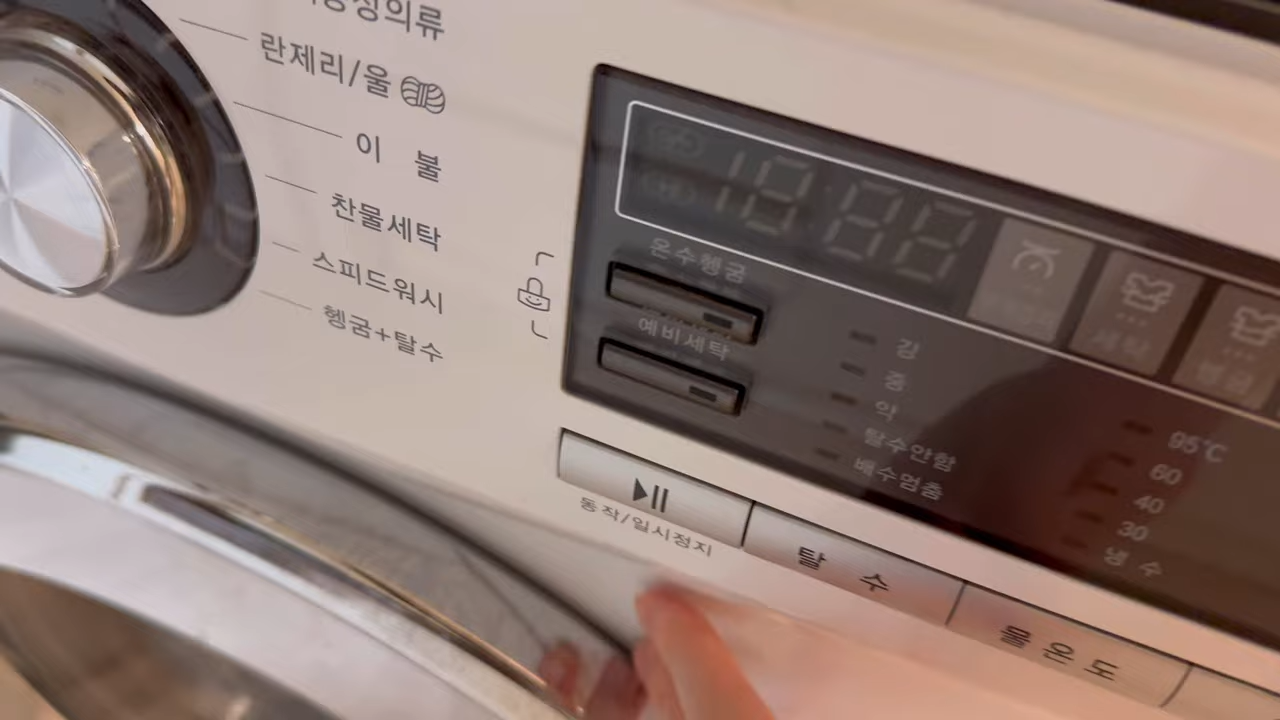 란제리/울
이 불
찬물세탁
스피드워시
헹굼+탈수
온수헹굼
예비세탁
강
중
약
탈수안함
배수멈춤
95℃
60
40
30
냉 수
세탁
동작/일시정지
탈 수
물 온 도